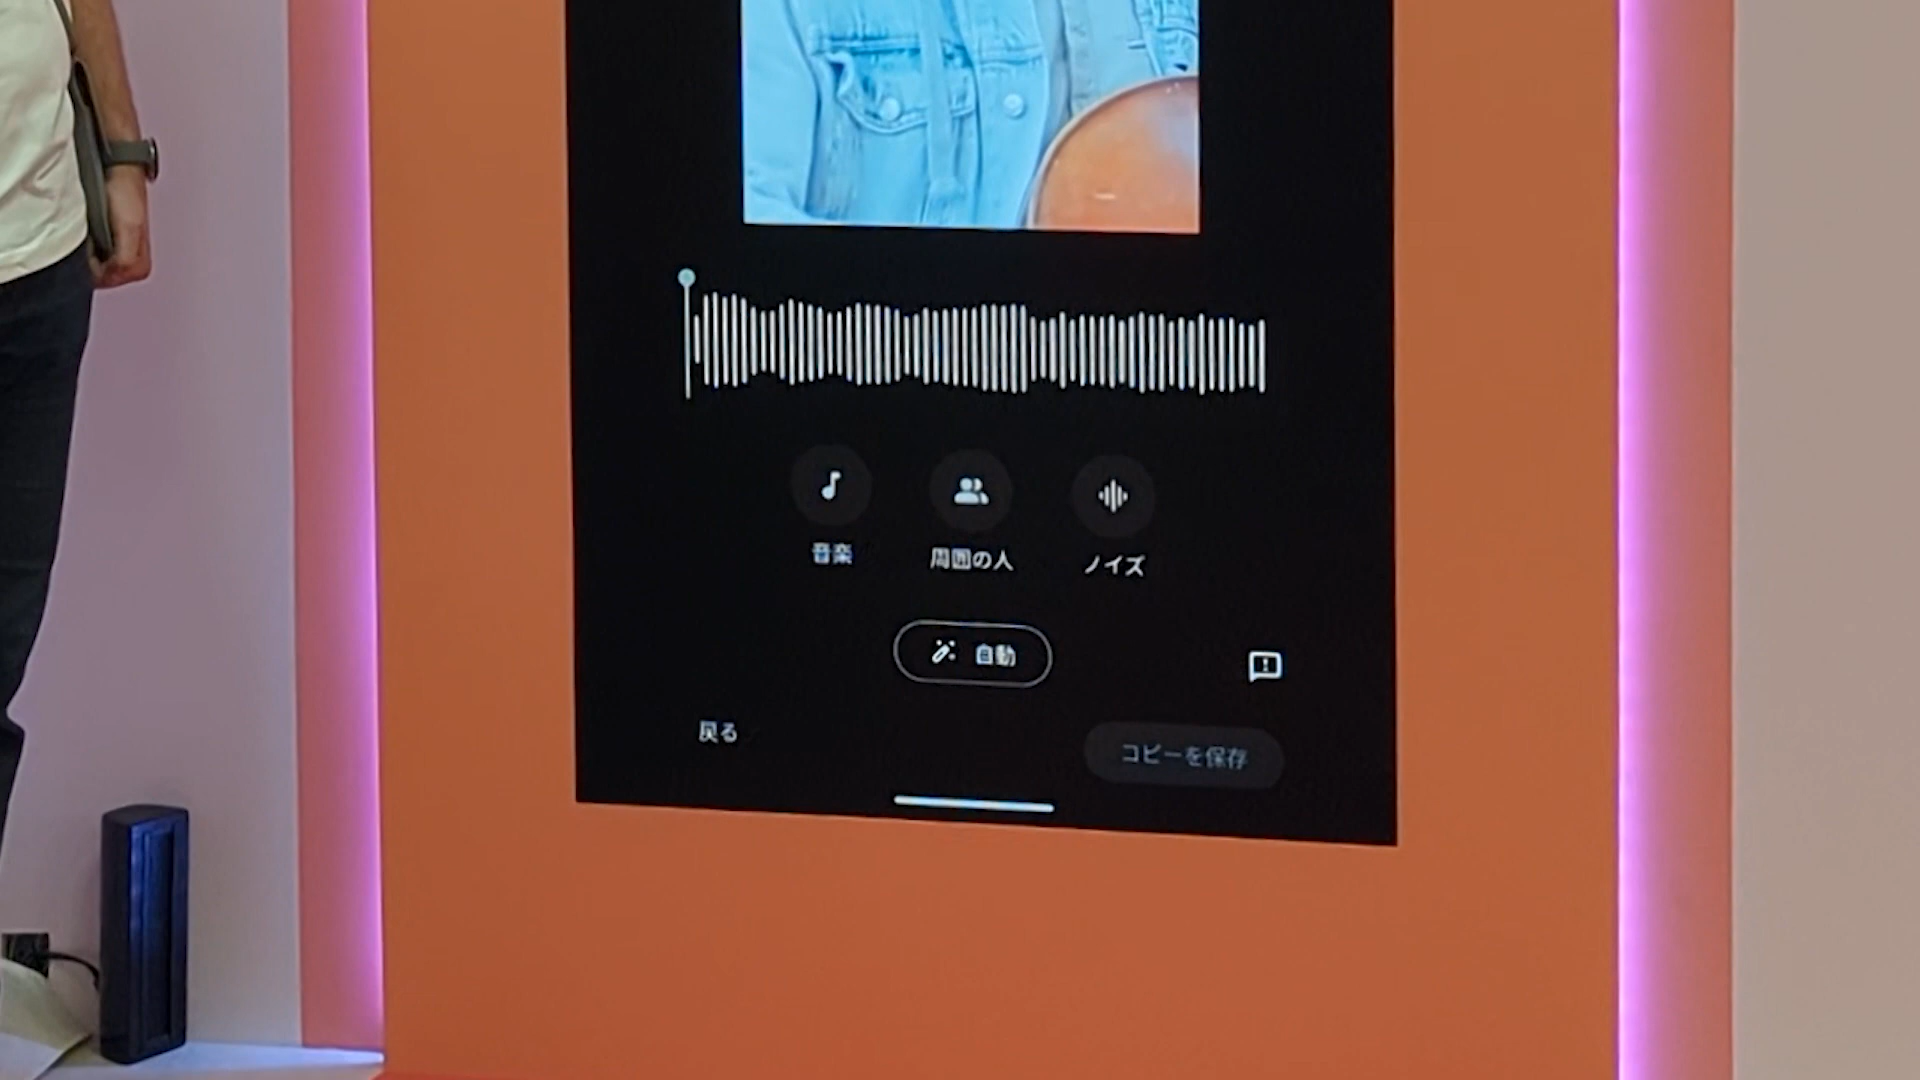 音楽
周囲の人
ノイズ
自動
戻る
コピーを保存